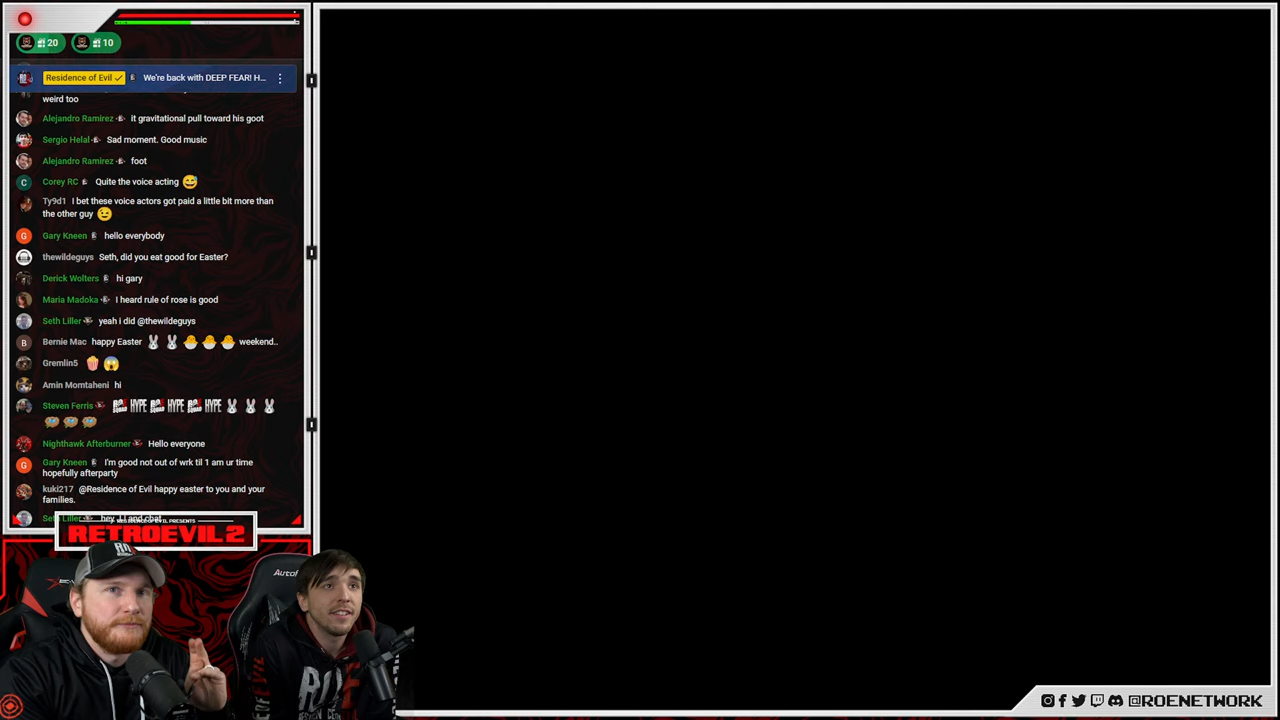 20
10
Residence of Evil We're back with DEEP FEAR! H...
weird too
Alejandro Ramirez it gravitational pull toward his goot
Sergio Helal Sad moment. Good music
Alejandro Ramirez foot
C Corey RC Quite the voice acting
Ty9d1 I bet these voice actors got paid a little bit more than
the other guy
G Gary Kneen hello everybody
thewildeguys Seth, did you eat good for Easter?
Derick Wolters hi gary
Maria Madoka I heard rule of rose is good
Seth Liller yeah i did @thewildeguys
B Bernie Mac happy Easter weekend..
Gremlin5
Amin Momtaheni hi
Steven Ferris HYPE HYPE HYPE
Nighthawk Afterburner Hello everyone
G Gary Kneen I'm good not out of wrk til 1 am ur time
hopefully afterparty
kuki217 @Residence of Evil happy easter to you and your
families.
RESIDENCE OF EVIL PRESENTS
RETROEVIL 2
@ROENETWORK